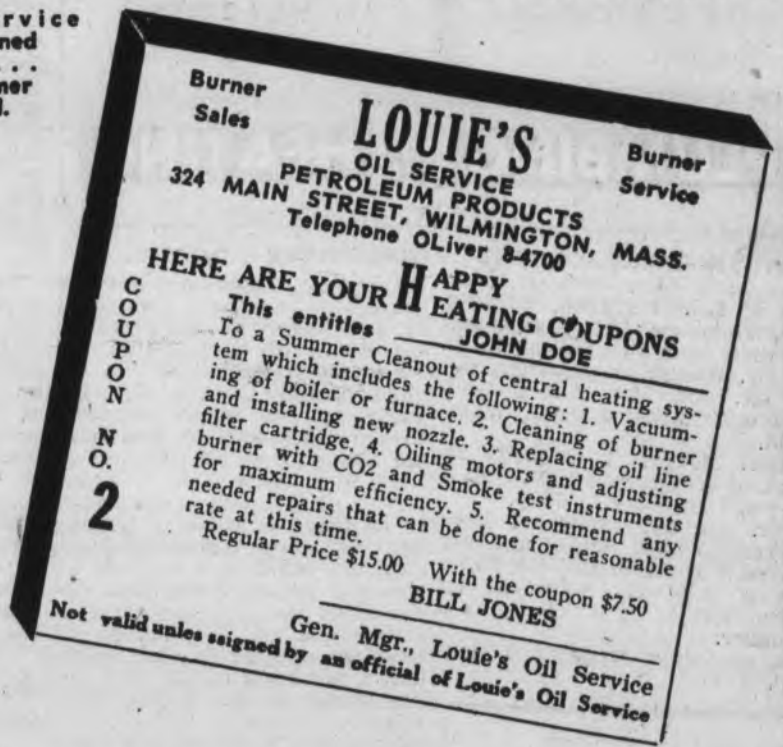 rvice
ned
. . .
ner
Burner
Sales
LOUIE'S
Burner
Service
OIL SERVICE
PETROLEUM PRODUCTS
324 MAIN STREET, WILMINGTON, MASS.
Telephone OLiver 8-4700
HERE ARE YOUR HAPPY
HEATING COUPONS
COUPON NO. 2
This entitles JOHN DOE
To a Summer Cleanout of central heating sys-
tem which includes the following: 1. Vacuum-
ing of boiler or furnace. 2. Cleaning of burner
and installing new nozzle. 3. Replacing oil line
filter cartridge. 4. Oiling motors and adjusting
burner with CO2 and Smoke test instruments
for maximum efficiency. 5. Recommend any
needed repairs that can be done for reasonable
rate at this time.
Regular Price $15.00 With the coupon $7.50
BILL JONES
Gen. Mgr., Louie's Oil Service
Not valid unles ssigned by an official of Louie's Oil Service